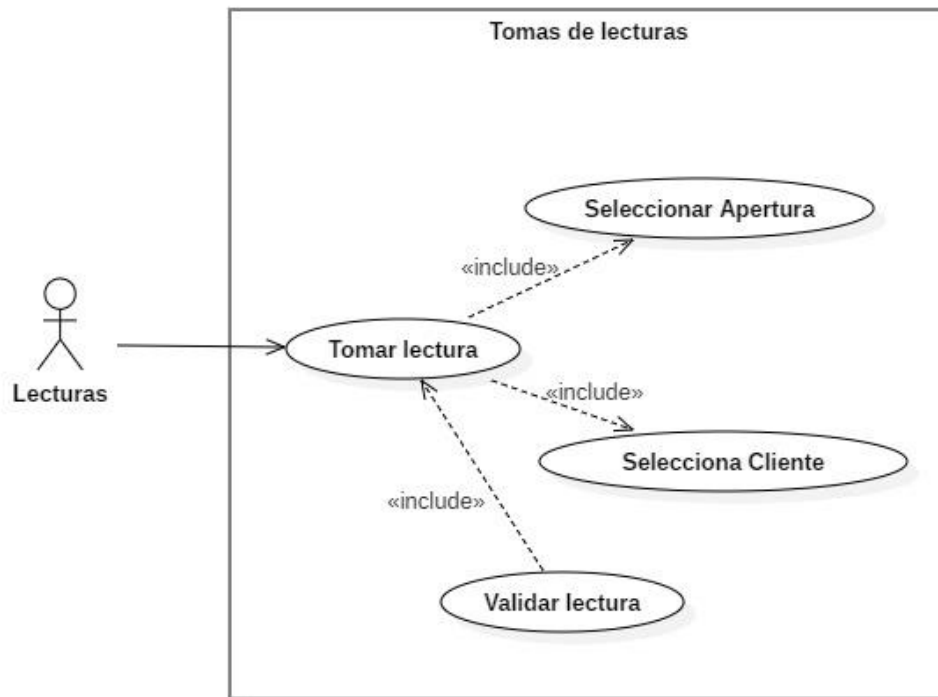 Tomas de lecturas
Seleccionar Apertura
«include»
Tomar lectura
Lecturas
«include»
Selecciona Cliente
«include»
Validar lectura